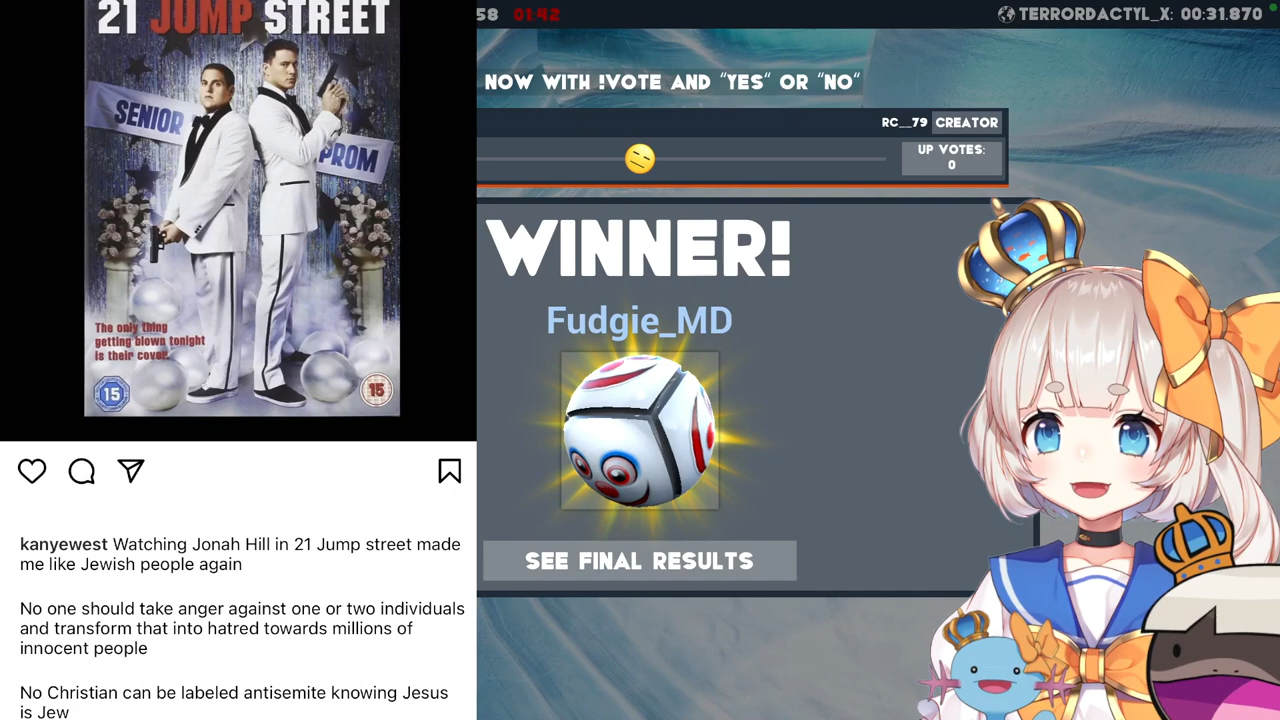 21 JUMP STREET
SENIOR
PROM
The only thing
getting blown tonight
is their cover.
15
15
kanyewest Watching Jonah Hill in 21 Jump street made
me like Jewish people again
No one should take anger against one or two individuals
and transform that into hatred towards millions of
innocent people
No Christian can be labeled antisemite knowing Jesus
is Jew
58 01:42
TERRORDACTYL_X: 00:31.870
NOW WITH !VOTE AND "YES" OR "NO"
RC__79 CREATOR
UP VOTES:
0
WINNER!
Fudgie_MD
SEE FINAL RESULTS